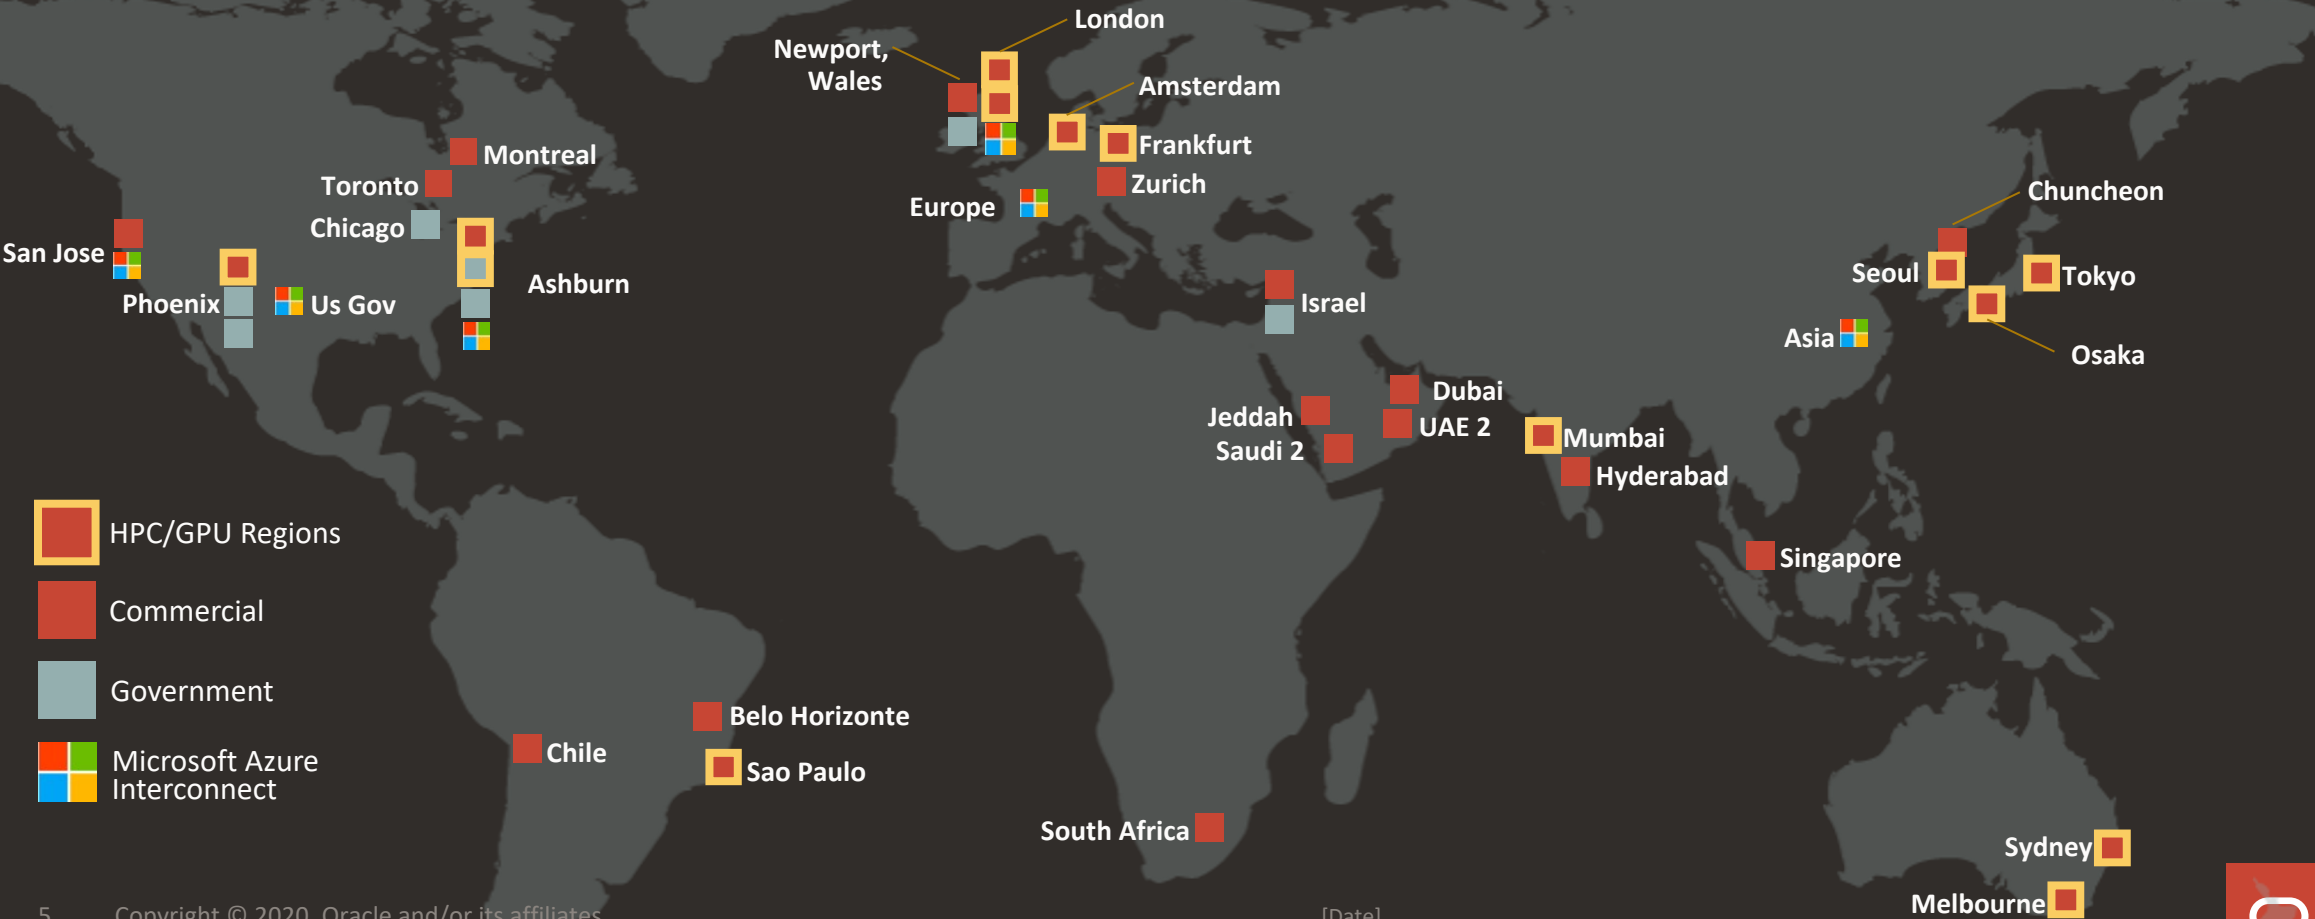 London
Newport,
Wales
Amsterdam
Frankfurt
Montreal
Zurich
Toronto
Chuncheon
Europe
Chicago
San Jose
Seoul
Tokyo
Ashburn
Phoenix
Us Gov
Israel
Asia
Osaka
Dubai
Jeddah
UAE 2
Mumbai
Saudi 2
Hyderabad
HPC/GPU Regions
Singapore
Commercial
Government
Belo Horizonte
Chile
Microsoft Azure
Interconnect
Sao Paulo
South Africa
Sydney
Melbourne
5 Copyright © 2020, Oracle and/or its affiliates
[Date]